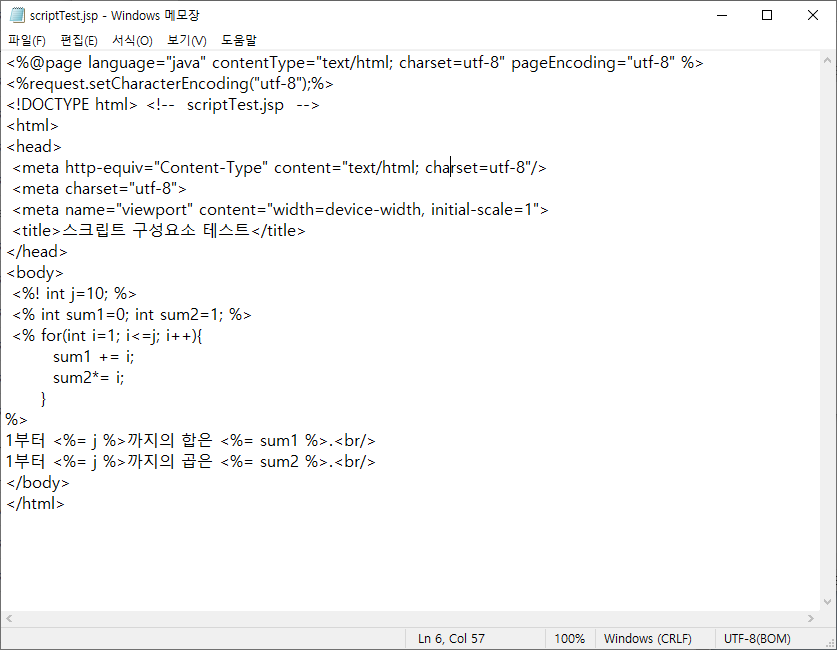 scriptTest.jsp - Windows 메모장
파일(F) 편집(E) 서식(O) 보기(V) 도움말
<%@page language="java" contentType="text/html; charset=utf-8" pageEncoding="utf-8" %>
<%request.setCharacterEncoding("utf-8");%>
<!DOCTYPE html> <!--  scriptTest.jsp  -->
<html>
<head>
 <meta http-equiv="Content-Type" content="text/html; charset=utf-8"/>
 <meta charset="utf-8">
 <meta name="viewport" content="width=device-width, initial-scale=1">
 <title>스크립트 구성요소 테스트</title>
</head>
<body>
 <%! int j=10; %>
 <% int sum1=0; int sum2=1; %>
 <% for(int i=1; i<=j; i++){
        sum1 += i;
        sum2*= i;
      }
%>
1부터 <%= j %>까지의 합은 <%= sum1 %>.<br/>
1부터 <%= j %>까지의 곱은 <%= sum2 %>.<br/>
</body>
</html>
Ln 6, Col 57 100% Windows (CRLF) UTF-8(BOM)